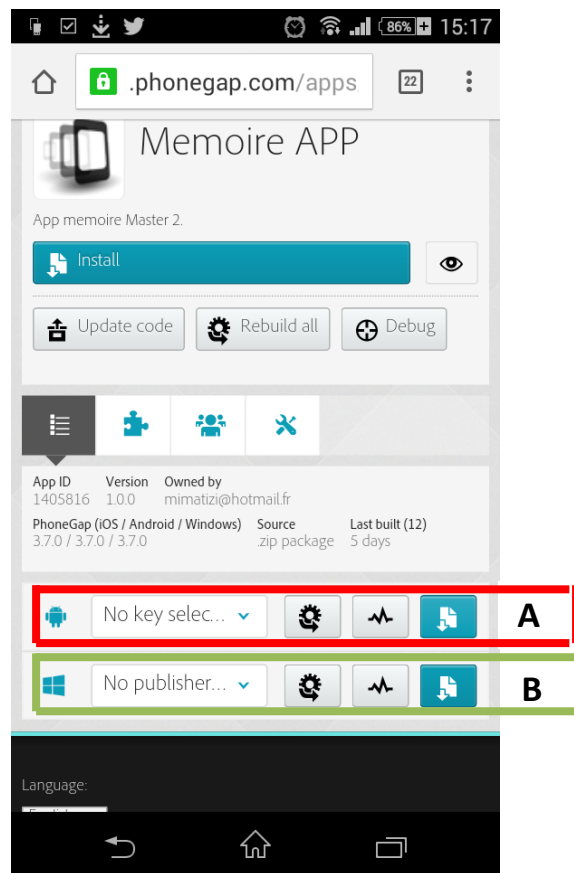 86% 15:17
.phonegap.com/apps 22
Memoire APP
App memoire Master 2.
Install
Update code Rebuild all Debug
App ID Version Owned by
1405816 1.0.0 mimatizi@hotmail.fr
PhoneGap (iOS / Android / Windows) Source Last built (12)
3.7.0 / 3.7.0 / 3.7.0 .zip package 5 days
No key selec... A
No publisher... B
Language: